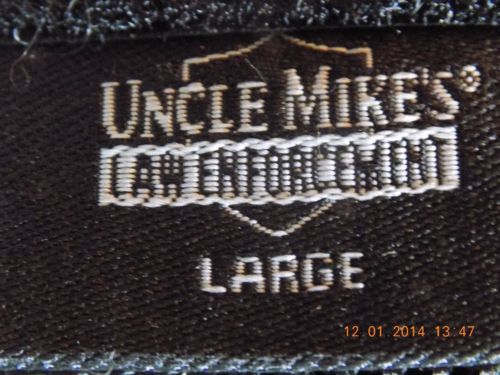 UNCLE MIKE'S®
LAW ENFORCEMENT
LARGE
12.01.2014 13:47